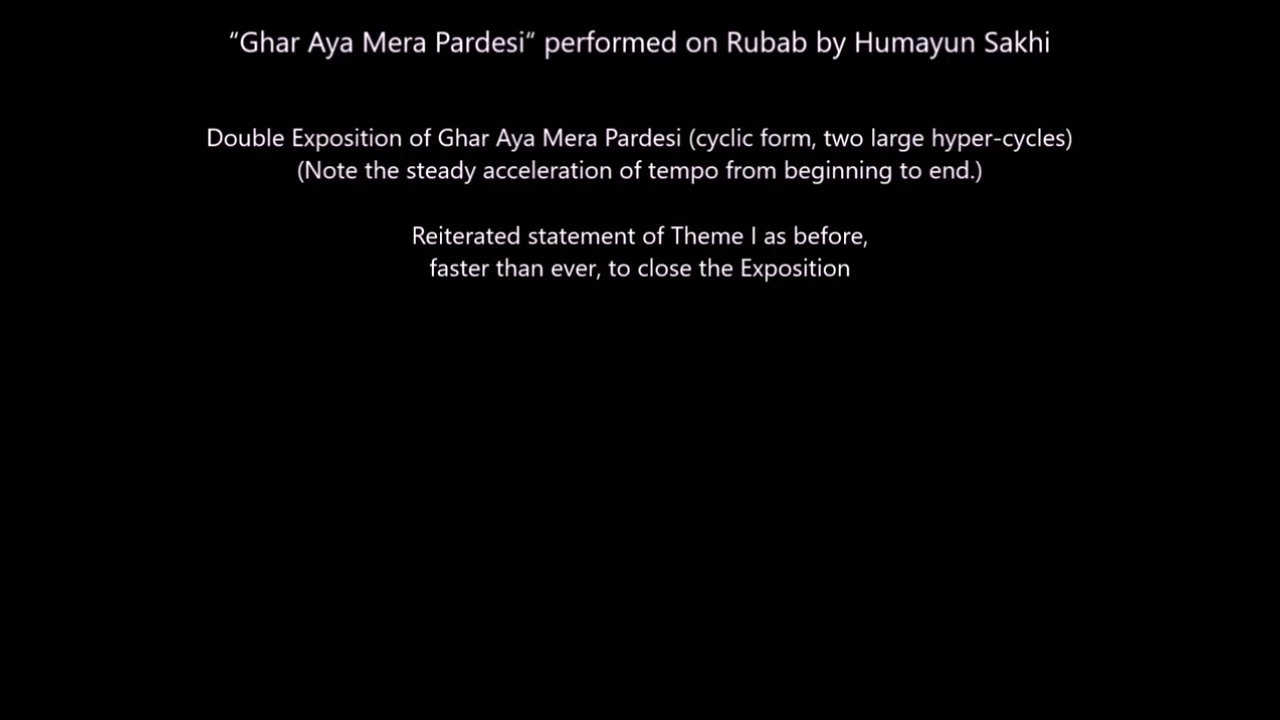 “Ghar Aya Mera Pardesi” performed on Rubab by Humayun Sakhi
Double Exposition of Ghar Aya Mera Pardesi (cyclic form, two large hyper-cycles)
(Note the steady acceleration of tempo from beginning to end.)
Reiterated statement of Theme I as before,
faster than ever, to close the Exposition